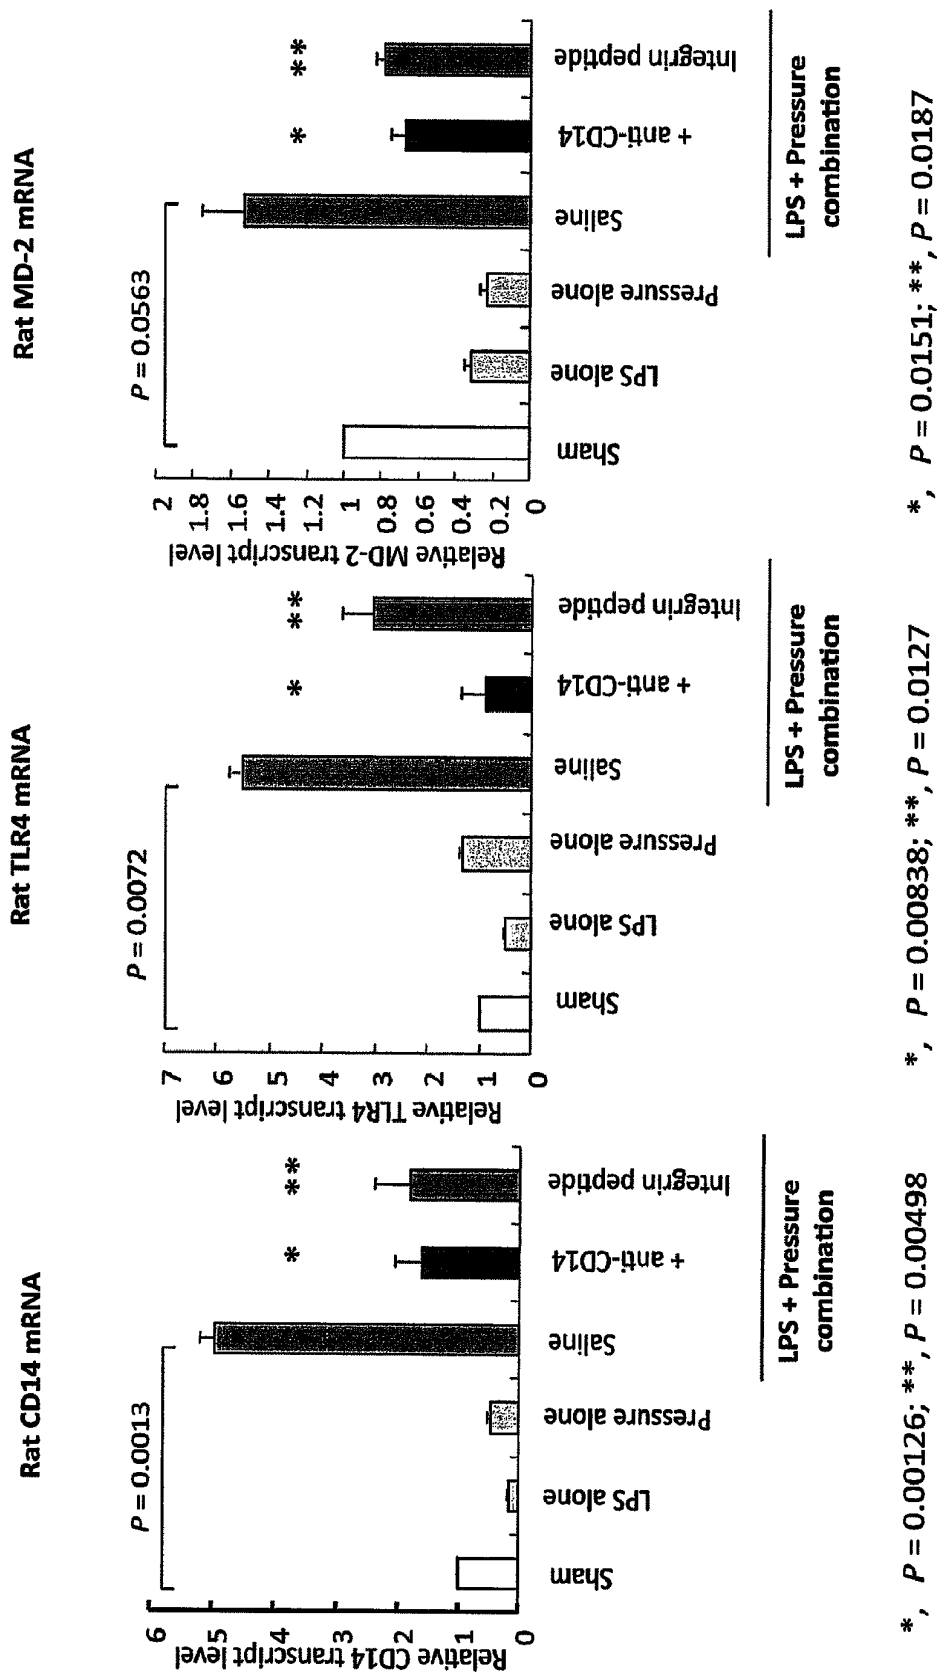 Rat CD14 mRNA
P = 0.0013
Relative CD14 transcript level
6
5
4
3
2
1
0
*
**
Sham
LPS alone
Pressure alone
Saline
+ anti-CD14
Integrin peptide
LPS + Pressure
combination
*, P = 0.00126; **, P = 0.00498
Rat TLR4 mRNA
P = 0.0072
Relative TLR4 transcript level
7
6
5
4
3
2
1
0
*
**
Sham
LPS alone
Pressure alone
Saline
+ anti-CD14
Integrin peptide
LPS + Pressure
combination
*, P = 0.00838; **, P = 0.0127
Rat MD-2 mRNA
P = 0.0563
Relative MD-2 transcript level
2
1.8
1.6
1.4
1.2
1
0.8
0.6
0.4
0.2
0
*
**
Sham
LPS alone
Pressure alone
Saline
+ anti-CD14
Integrin peptide
LPS + Pressure
combination
*, P = 0.0151; **, P = 0.0187